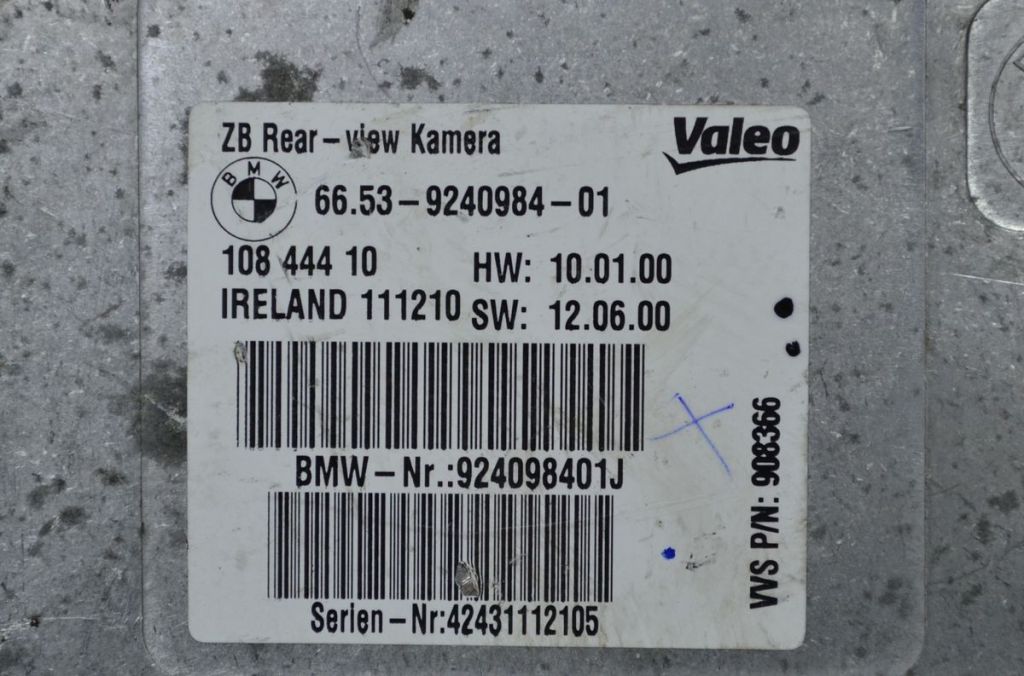 ZB Rear-view Kamera
Valeo
BMW
66.53-9240984-01
108 444 10
HW: 10.01.00
IRELAND 111210
SW: 12.06.00
BMW-Nr.:924098401J
Serien-Nr:42431112105
VVS P/N: 908366